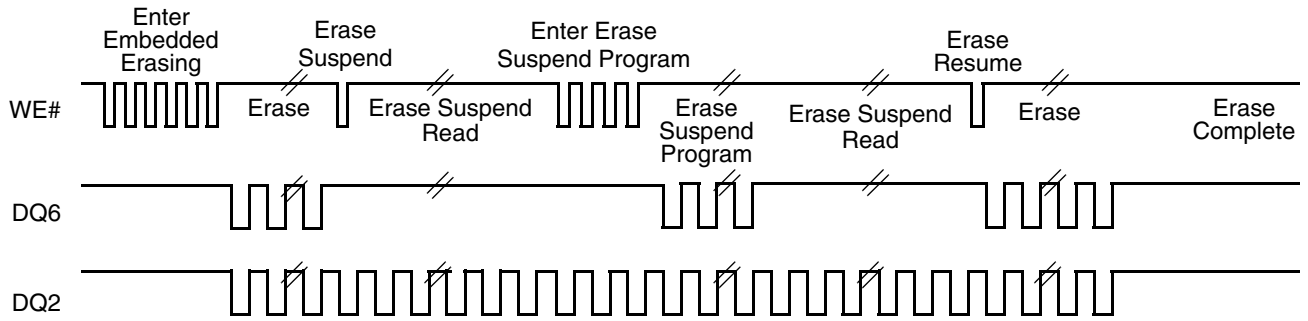 Enter
Embedded
Erasing
Erase
Suspend
Enter Erase
Suspend Program
Erase
Resume
WE#
Erase
Erase Suspend
Read
Erase
Suspend
Program
Erase Suspend
Read
Erase
Erase
Complete
DQ6
DQ2